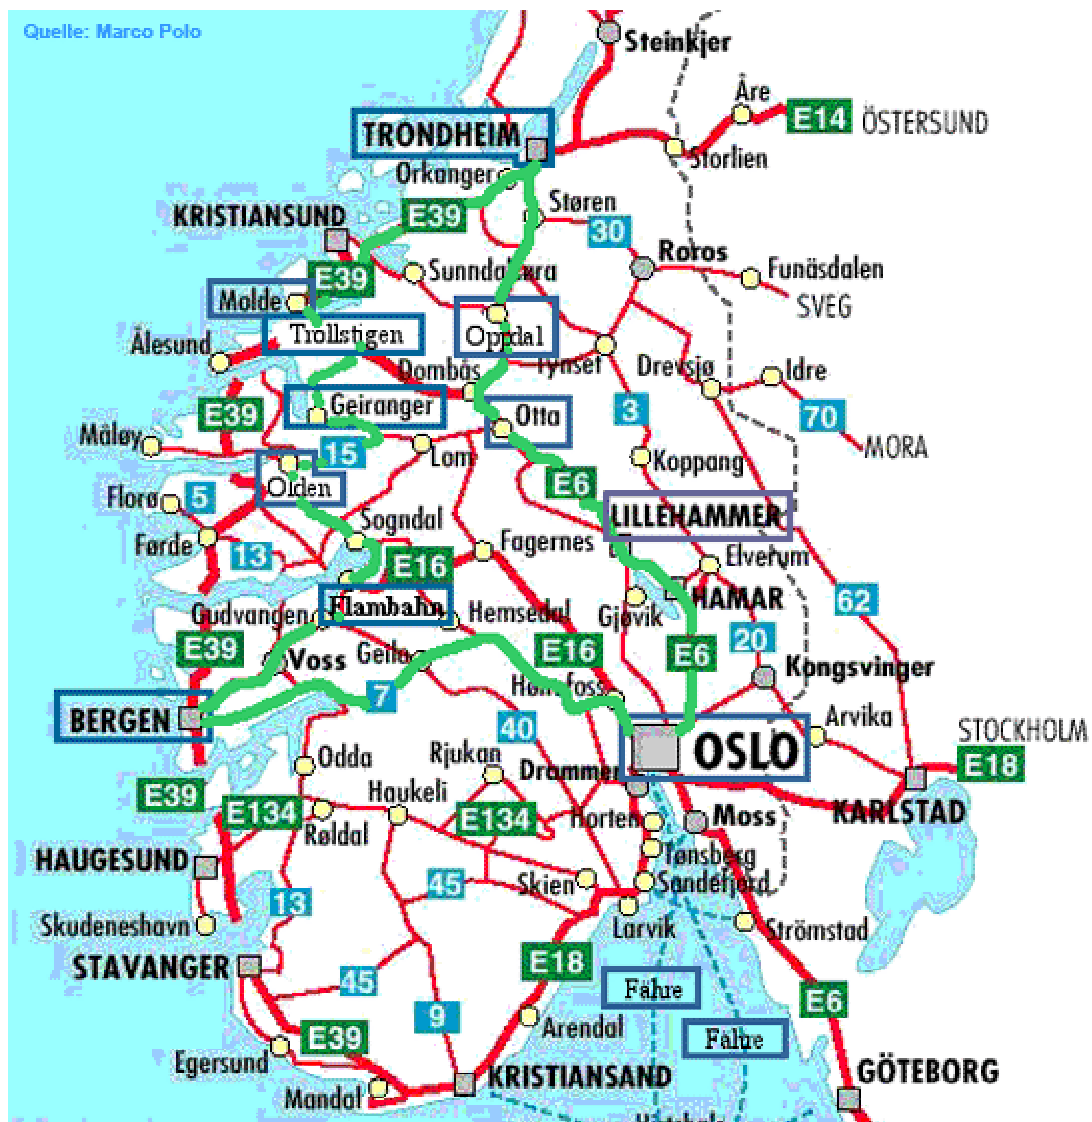 Quelle: Marco Polo
Steinkjer
Åre
E14 ÖSTERSUND
TRONDHEIM
Storlien
Orkanger
Støren
KRISTIANSUND
E39
30
Roros
E39
Sunndalsøra
Funäsdalen
Molde
SVEG
Trollstigen
Oppdal
Ålesund
Dombås
Tynset
Drevsjø
Idre
Geiranger
Otta
E39
3
70
Måløy
15
Lom
MORA
Koppang
Olden
E6
Florø
5
LILLEHAMMER
Sogndal
Førde
Fagernes
13
E16
Elverum
Flambahn
HAMAR
62
Gudvangen
Hemsedal
Gjøvik
E39
20
E16
E6
Voss
Geilo
Kongsvinger
7
Hønefoss
BERGEN
Arvika
STOCKHOLM
40
OSLO
E18
Odda
Rjukan
Drammen
E39
KARLSTAD
E134
Haukeli
E134
Horten
Moss
Røldal
Tønsberg
HAUGESUND
45
Skien
Sandefjord
13
Skudeneshavn
Larvik
Strömstad
STAVANGER
E18
45
Fähre
E6
9
Arendal
E39
Fähre
Egersund
KRISTIANSAND
GÖTEBORG
Mandal